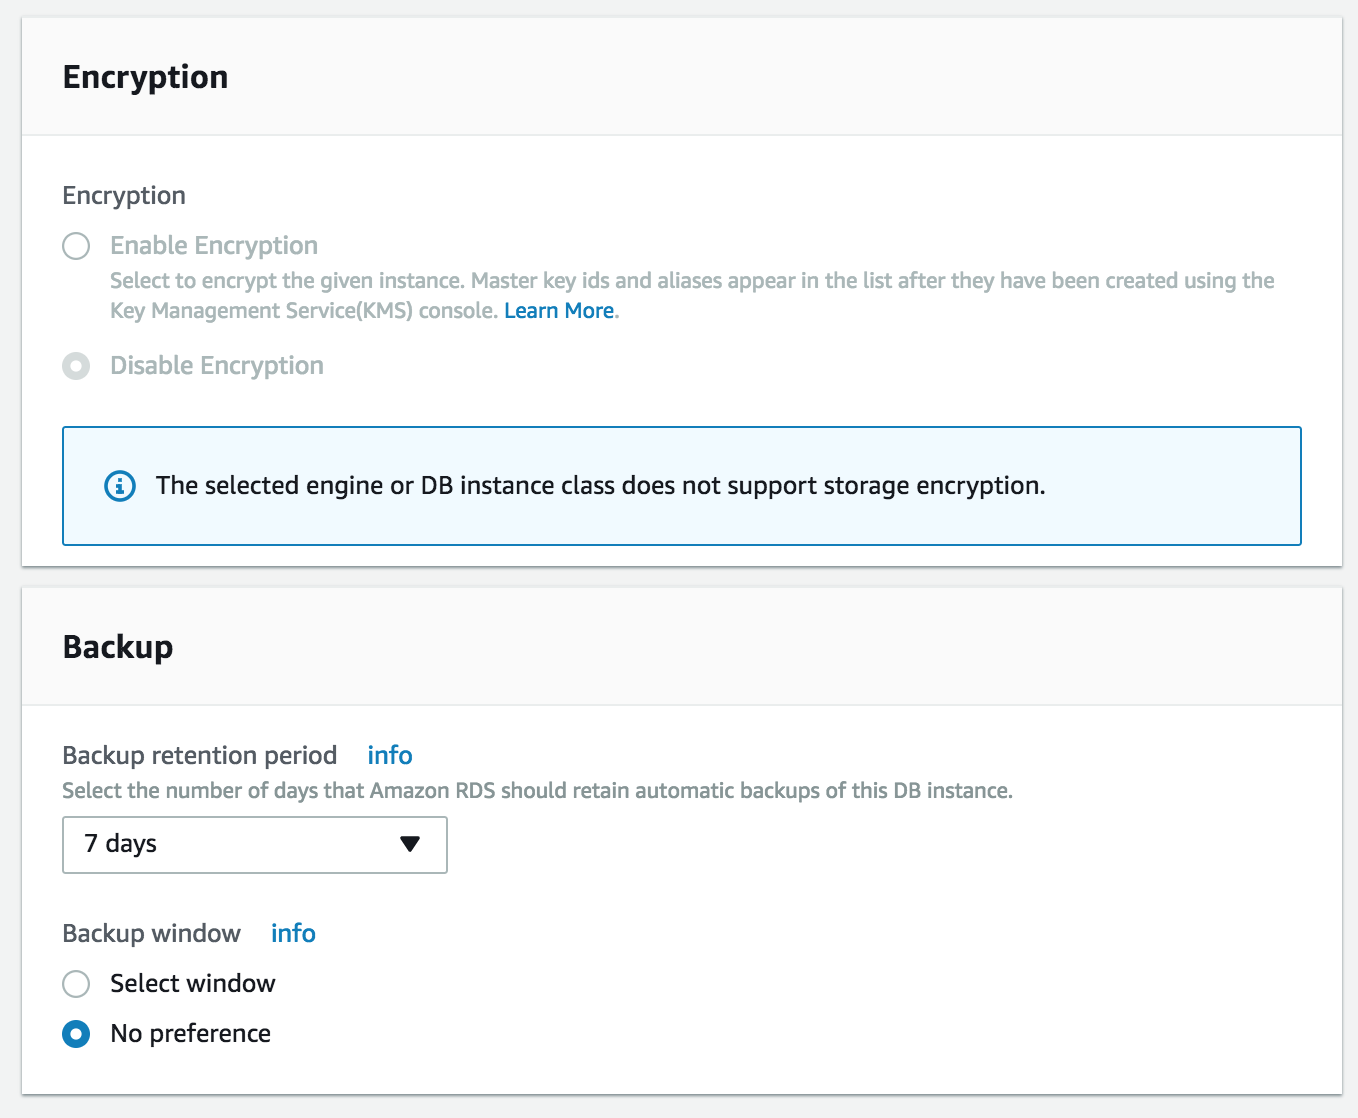 Encryption
Encryption
Enable Encryption
Select to encrypt the given instance. Master key ids and aliases appear in the list after they have been created using the
Key Management Service(KMS) console. Learn More.
Disable Encryption
The selected engine or DB instance class does not support storage encryption.
Backup
Backup retention period info
Select the number of days that Amazon RDS should retain automatic backups of this DB instance.
7 days
Backup window info
Select window
No preference